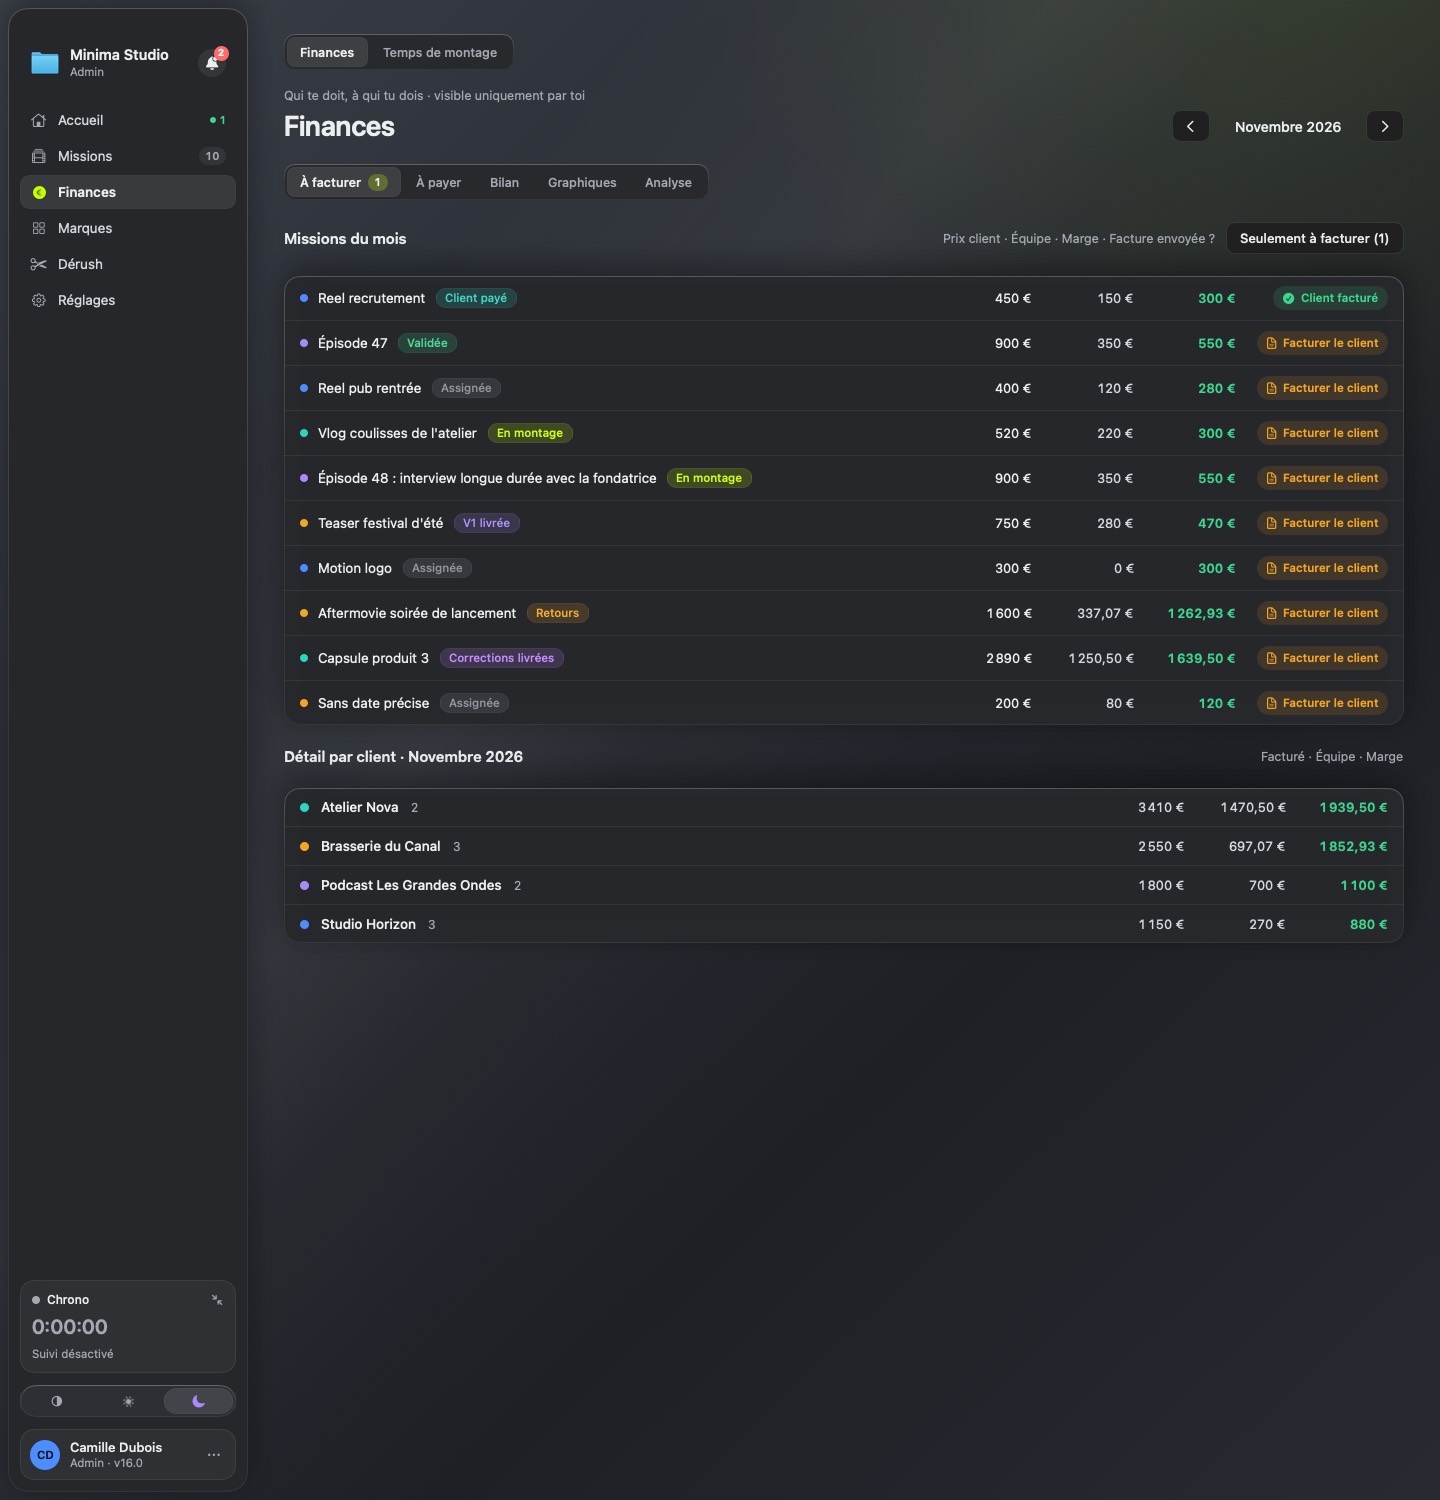 Minima Studio
Admin
2
Accueil
1
Missions
10
Finances
Marques
Dérush
Réglages
Chrono
0:00:00
Suivi désactivé
CD
Camille Dubois
Admin · v16.0
Finances
Temps de montage
Qui te doit, à qui tu dois · visible uniquement par toi
Finances
Novembre 2026
À facturer 1
À payer
Bilan
Graphiques
Analyse
Missions du mois
Prix client · Équipe · Marge · Facture envoyée ?
Seulement à facturer (1)
Reel recrutement Client payé 450 € 150 € 300 € Client facturé
Épisode 47 Validée 900 € 350 € 550 € Facturer le client
Reel pub rentrée Assignée 400 € 120 € 280 € Facturer le client
Vlog coulisses de l'atelier En montage 520 € 220 € 300 € Facturer le client
Épisode 48 : interview longue durée avec la fondatrice En montage 900 € 350 € 550 € Facturer le client
Teaser festival d'été V1 livrée 750 € 280 € 470 € Facturer le client
Motion logo Assignée 300 € 0 € 300 € Facturer le client
Aftermovie soirée de lancement Retours 1 600 € 337,07 € 1 262,93 € Facturer le client
Capsule produit 3 Corrections livrées 2 890 € 1 250,50 € 1 639,50 € Facturer le client
Sans date précise Assignée 200 € 80 € 120 € Facturer le client
Détail par client · Novembre 2026
Facturé · Équipe · Marge
Atelier Nova 2 3 410 € 1 470,50 € 1 939,50 €
Brasserie du Canal 3 2 550 € 697,07 € 1 852,93 €
Podcast Les Grandes Ondes 2 1 800 € 700 € 1 100 €
Studio Horizon 3 1 150 € 270 € 880 €